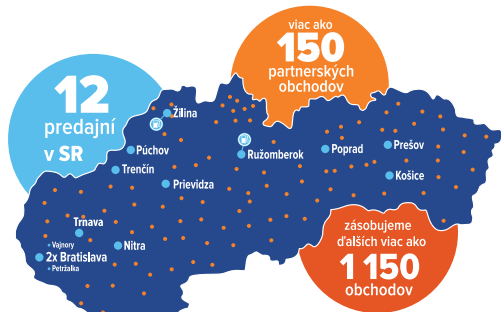 12
predajní
v SR
viac ako
150
partnerských
obchodov
Žilina
Púchov
Trenčín
Prievidza
Ružomberok
Poprad
Prešov
Košice
Trnava
Vajnory
2x Bratislava
Petržalka
Nitra
zásobujeme
ďalších viac ako
1 150
obchodov